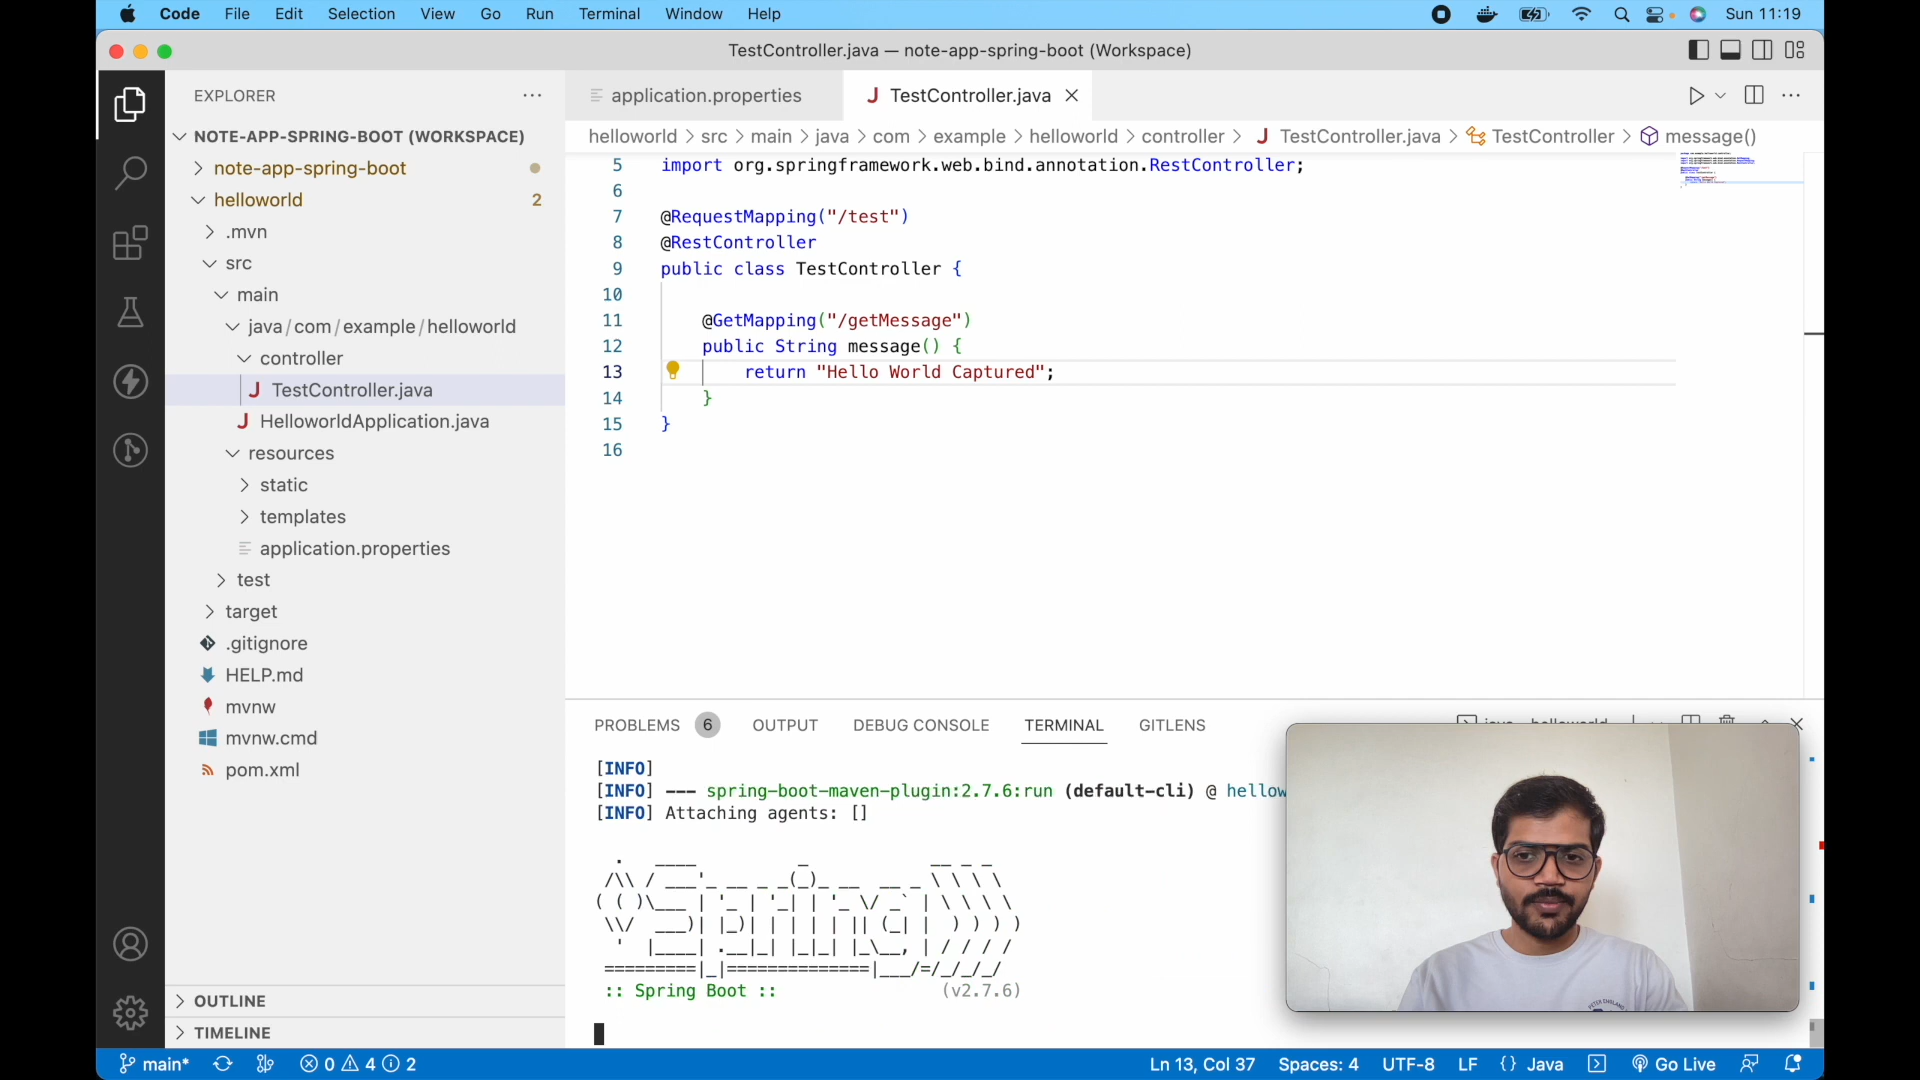 Code File Edit Selection View Go Run Terminal Window Help Sun 11:19
TestController.java — note-app-spring-boot (Workspace)
EXPLORER
application.properties
J TestController.java
NOTE-APP-SPRING-BOOT (WORKSPACE)
note-app-spring-boot
helloworld 2
.mvn
src
main
java/com/example/helloworld
controller
J TestController.java
J HelloworldApplication.java
resources
static
templates
application.properties
test
target
.gitignore
HELP.md
mvnw
mvnw.cmd
pom.xml
OUTLINE
TIMELINE
helloworld > src > main > java > com > example > helloworld > controller > J TestController.java > TestController > message()
5 import org.springframework.web.bind.annotation.RestController;
6
7 @RequestMapping("/test")
8 @RestController
9 public class TestController {
10
11 @GetMapping("/getMessage")
12 public String message() {
13 return "Hello World Captured";
14 }
15 }
16
PROBLEMS 6 OUTPUT DEBUG CONSOLE TERMINAL GITLENS
[INFO]
[INFO] --- spring-boot-maven-plugin:2.7.6:run (default-cli) @ hellow
[INFO] Attaching agents: []
Spring
:: Spring Boot :: (v2.7.6)
main* 0 4 2 Ln 13, Col 37 Spaces: 4 UTF-8 LF {} Java Go Live